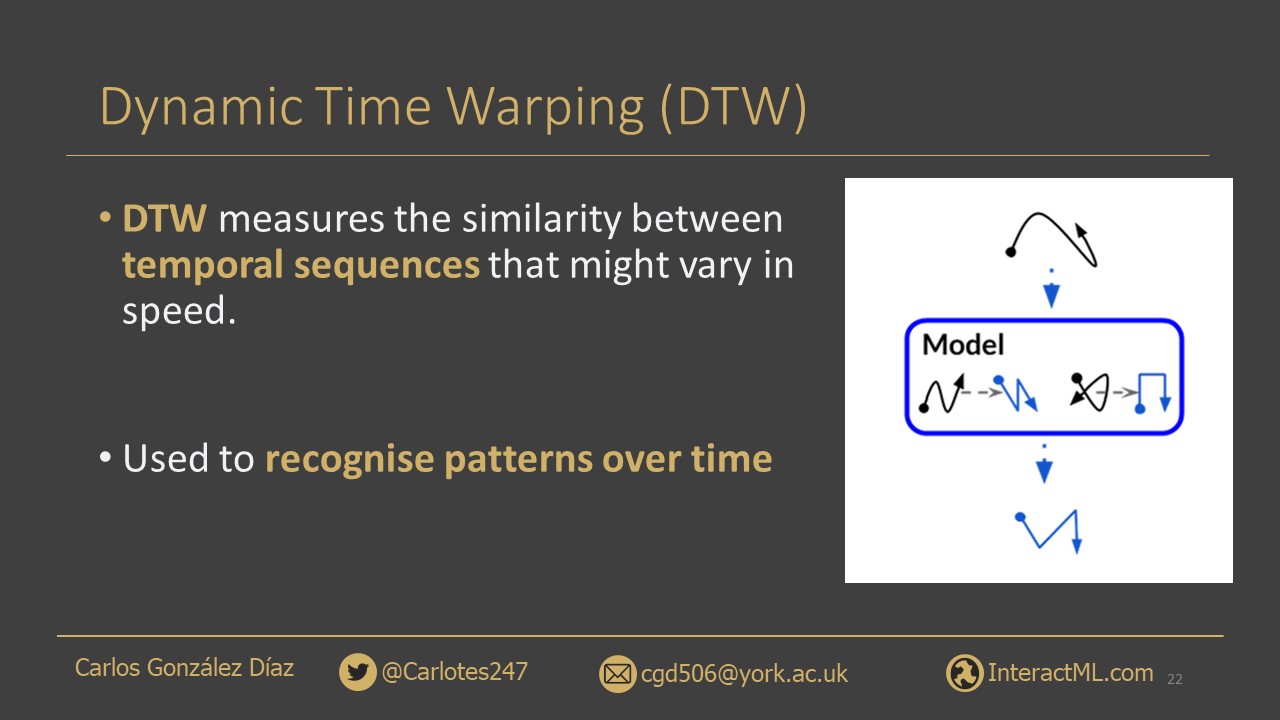 Dynamic Time Warping (DTW)
• DTW measures the similarity between
temporal sequences that might vary in
speed.
• Used to recognise patterns over time
Model
Carlos González Díaz
@Carlotes247
cgd506@york.ac.uk
InteractML.com
22